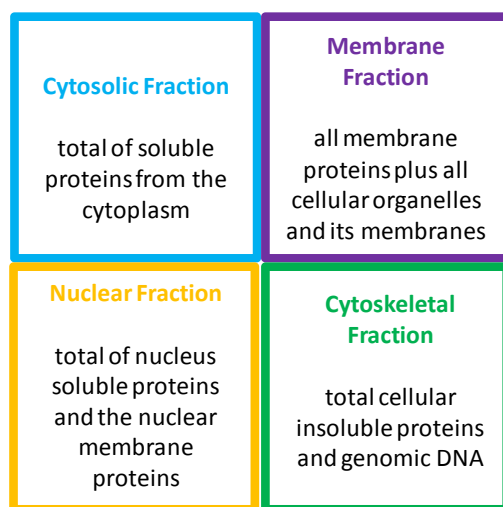 Cytosolic Fraction
total of soluble
proteins from the
cytoplasm
Membrane
Fraction
all membrane
proteins plus all
cellular organelles
and its membranes
Nuclear Fraction
total of nucleus
soluble proteins
and the nuclear
membrane
proteins
Cytoskeletal
Fraction
total cellular
insoluble proteins
and genomic DNA